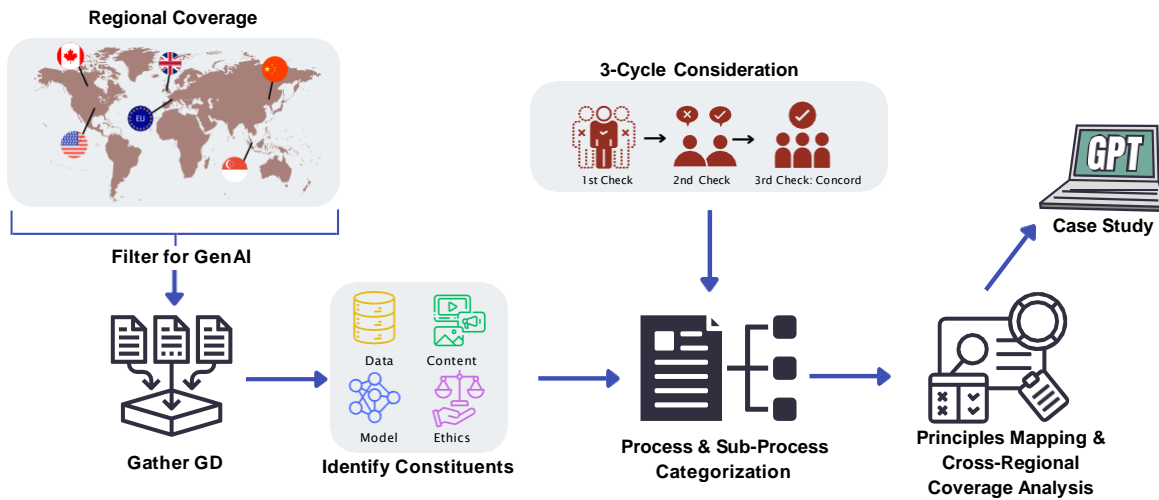 Regional Coverage
EU
Filter for GenAI
Gather GD
Data
Content
Model
Ethics
Identify Constituents
3-Cycle Consideration
1st Check
2nd Check
3rd Check: Concord
Process & Sub-Process
Categorization
Principles Mapping &
Cross-Regional
Coverage Analysis
GPT
Case Study